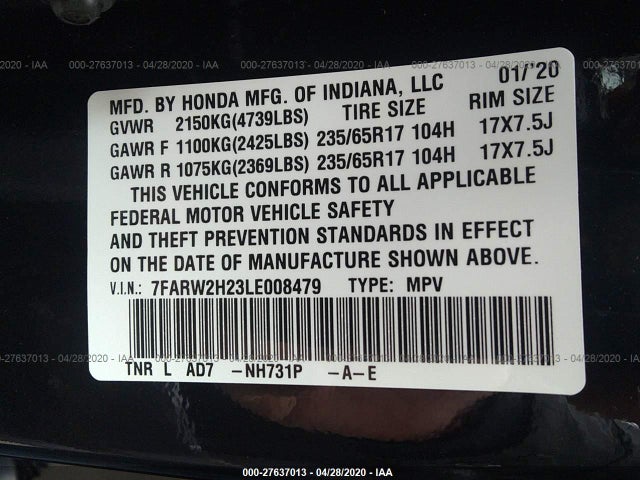 000-27637013 - 04/28/2020 - IAA
MFD. BY HONDA MFG. OF INDIANA, LLC 01/'20
GVWR 2150KG(4739LBS) TIRE SIZE RIM SIZE
GAWR F 1100KG(2425LBS) 235/65R17 104H 17X7.5J
GAWR R 1075KG(2369LBS) 235/65R17 104H 17X7.5J
THIS VEHICLE CONFORMS TO ALL APPLICABLE
FEDERAL MOTOR VEHICLE SAFETY
AND THEFT PREVENTION STANDARDS IN EFFECT
ON THE DATE OF MANUFACTURE SHOWN ABOVE.
V.I.N.: 7FARW2H23LE008479 TYPE: MPV
TNR L AD7 -NH731P -A-E
000-27637013 - 04/28/2020 - IAA